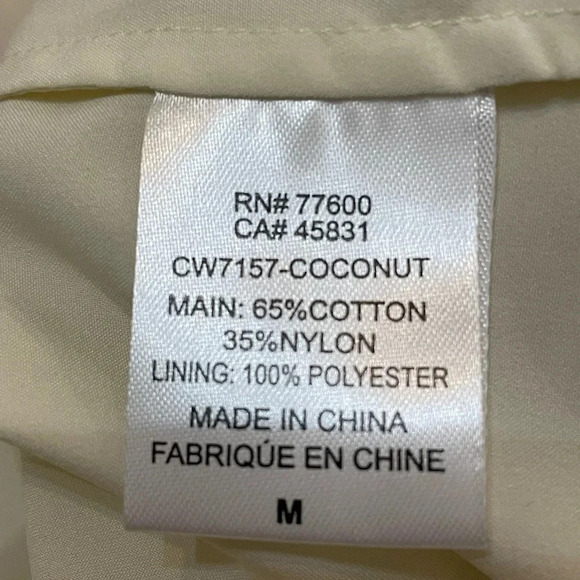 RN# 77600
CA# 45831
CW7157-COCONUT
MAIN: 65%COTTON
35%NYLON
LINING: 100% POLYESTER
MADE IN CHINA
FABRIQÚE EN CHINE
M